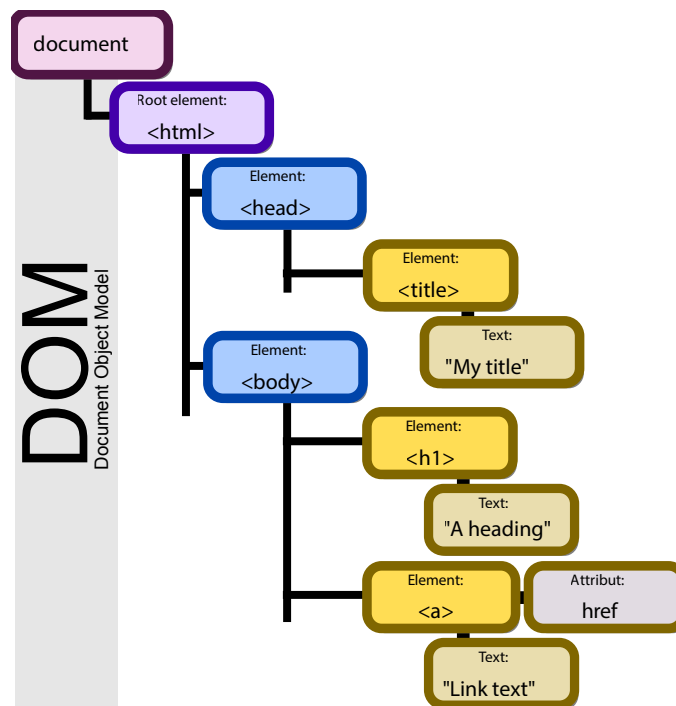 document
Root element:
<html>
Element:
<head>
Element:
<title>
Text:
"My title"
Element:
<body>
Element:
<h1>
Text:
"A heading"
Element:
<a>
Attribut:
href
Text:
"Link text"
DOM
Document Object Model